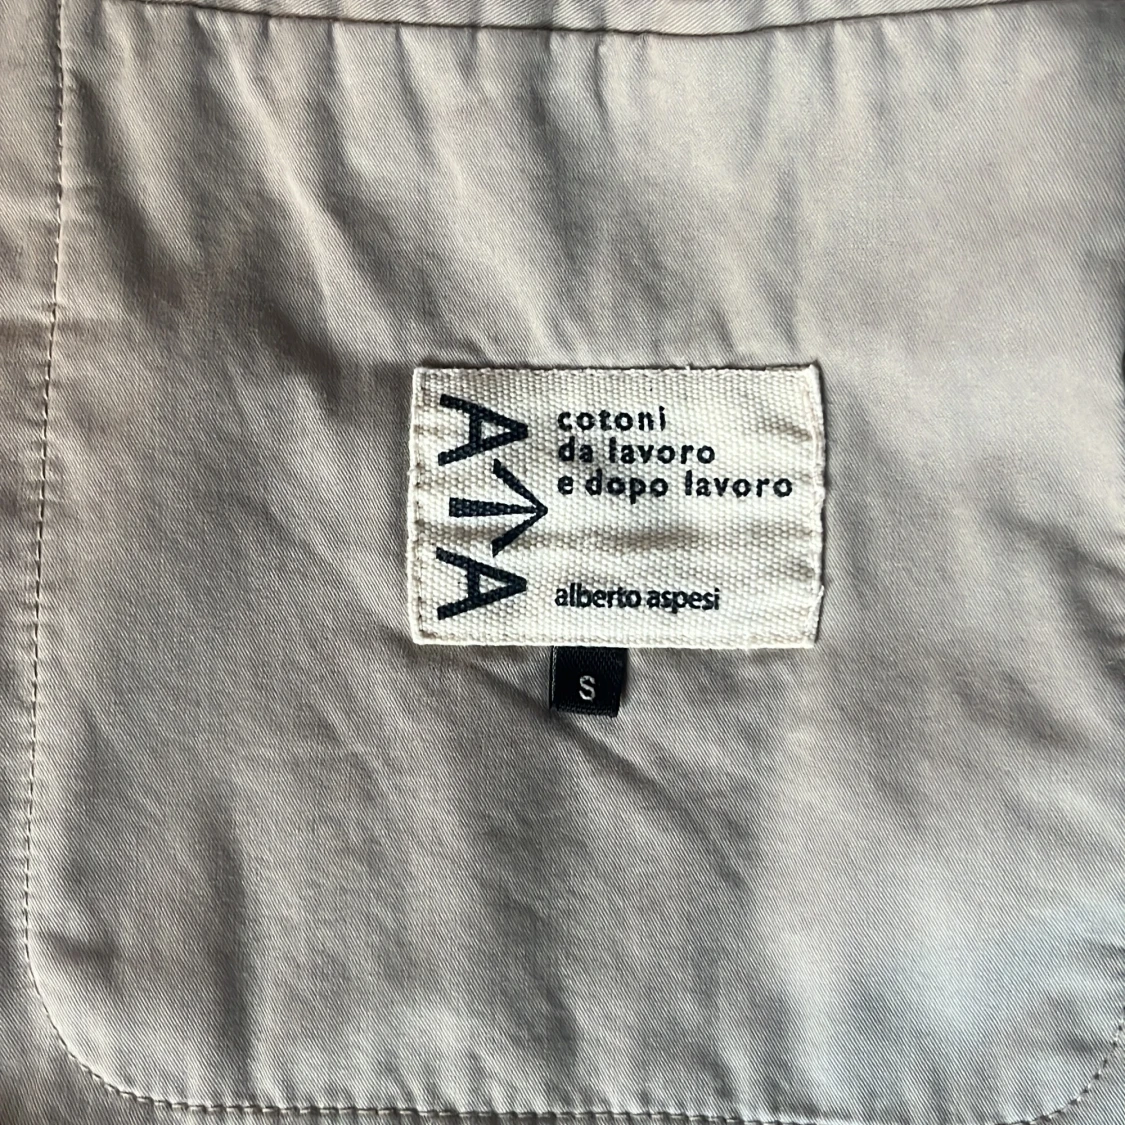 A↑A
cotoni
da lavoro
e dopo lavoro
alberto aspesi
S